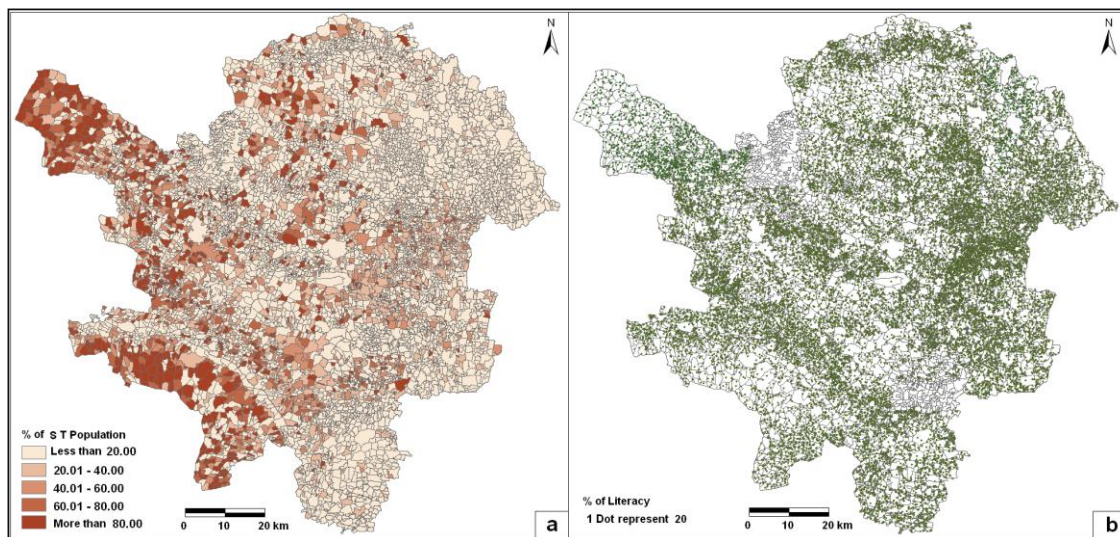 N
% of S T Population
Less than 20.00
20.01 - 40.00
40.01 - 60.00
60.01 - 80.00
More than 80.00
0 10 20 km
a
N
% of Literacy
1 Dot represent 20
0 10 20 km
b